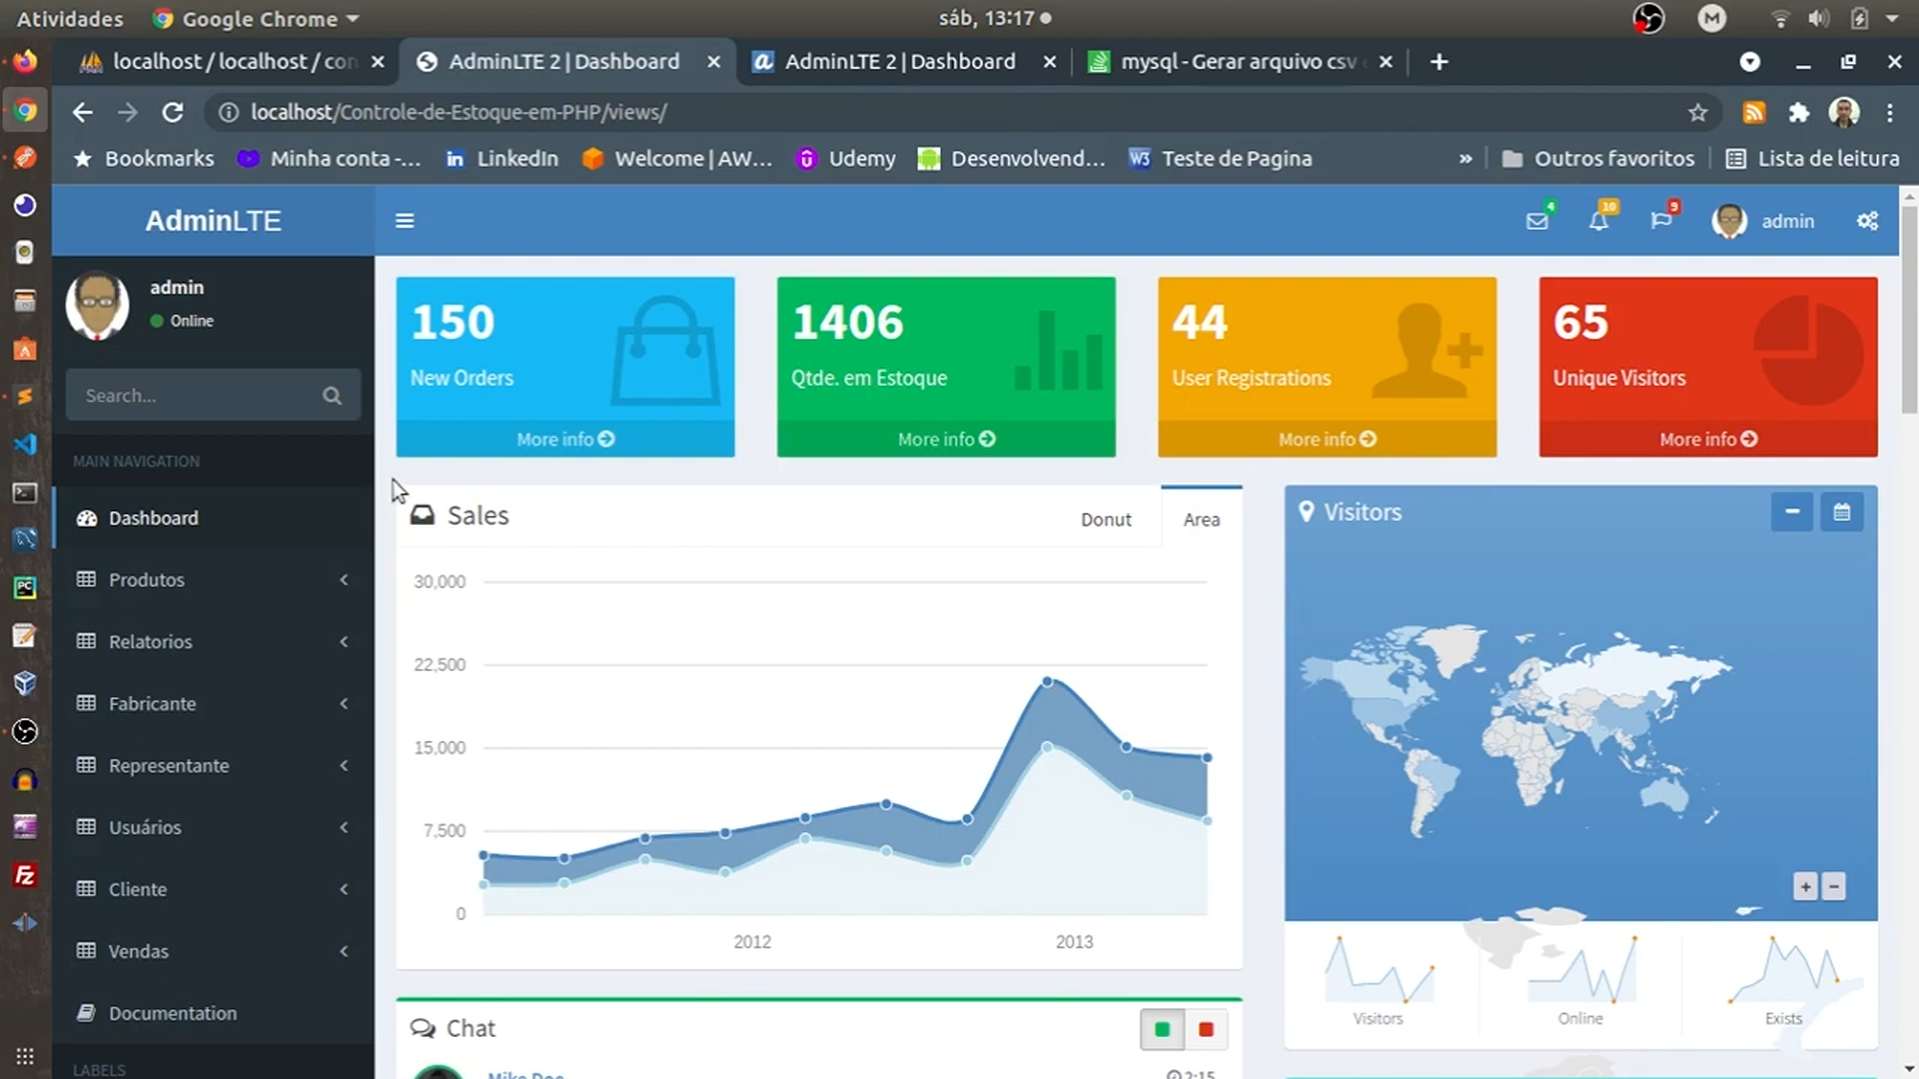 Atividades
Google Chrome
sáb, 13:17
M
localhost / localhost / con
AdminLTE 2 | Dashboard
AdminLTE 2 | Dashboard
mysql - Gerar arquivo csv
localhost/Controle-de-Estoque-em-PHP/views/
Bookmarks
Minha conta -...
LinkedIn
Welcome | AW...
Udemy
Desenvolvend...
Teste de Pagina
»
Outros favoritos
Lista de leitura
AdminLTE
4
10
9
admin
admin
Online
Search...
MAIN NAVIGATION
Dashboard
Produtos
Relatorios
Fabricante
Representante
Usuários
Cliente
Vendas
Documentation
LABELS
150
New Orders
More info
1406
Qtde. em Estoque
More info
44
User Registrations
More info
65
Unique Visitors
More info
Sales
Donut
Area
30,000
22,500
15,000
7,500
0
2012
2013
Visitors
+
-
Visitors
Online
Exists
Chat
Mike Doe
2:15